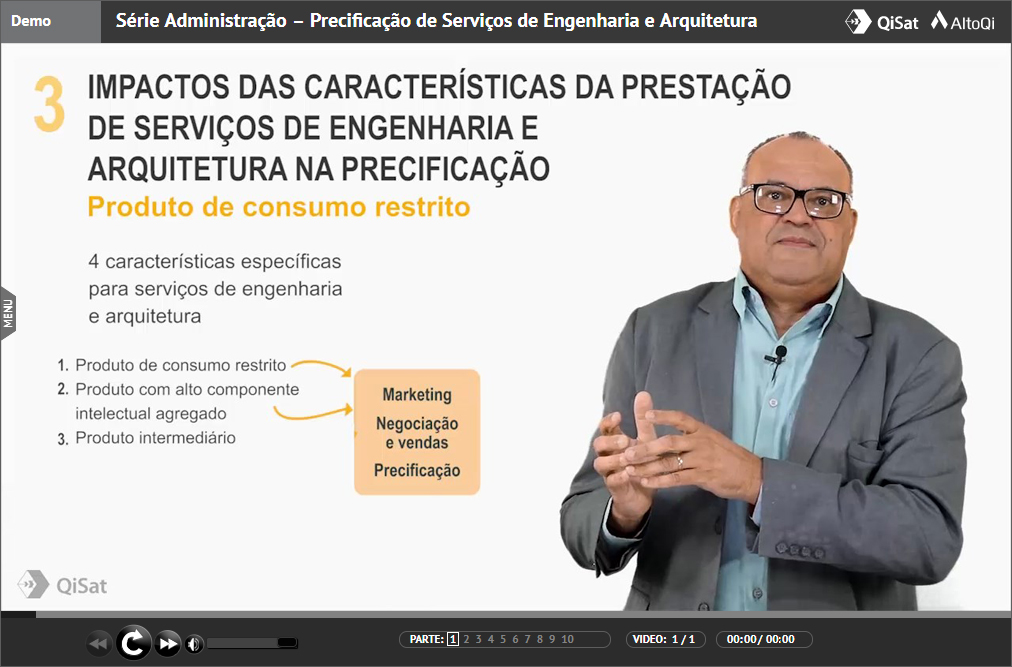 Demo
Série Administração – Precificação de Serviços de Engenharia e Arquitetura
QiSat
AltoQi
3
IMPACTOS DAS CARACTERÍSTICAS DA PRESTAÇÃO
DE SERVIÇOS DE ENGENHARIA E
ARQUITETURA NA PRECIFICAÇÃO
Produto de consumo restrito
4 características específicas
para serviços de engenharia
e arquitetura
MENU
1. Produto de consumo restrito
2. Produto com alto componente
intelectual agregado
3. Produto intermediário
Marketing
Negociação
e vendas
Precificação
QiSat
PARTE: 1 2 3 4 5 6 7 8 9 10
VIDEO: 1 / 1
00:00/ 00:00